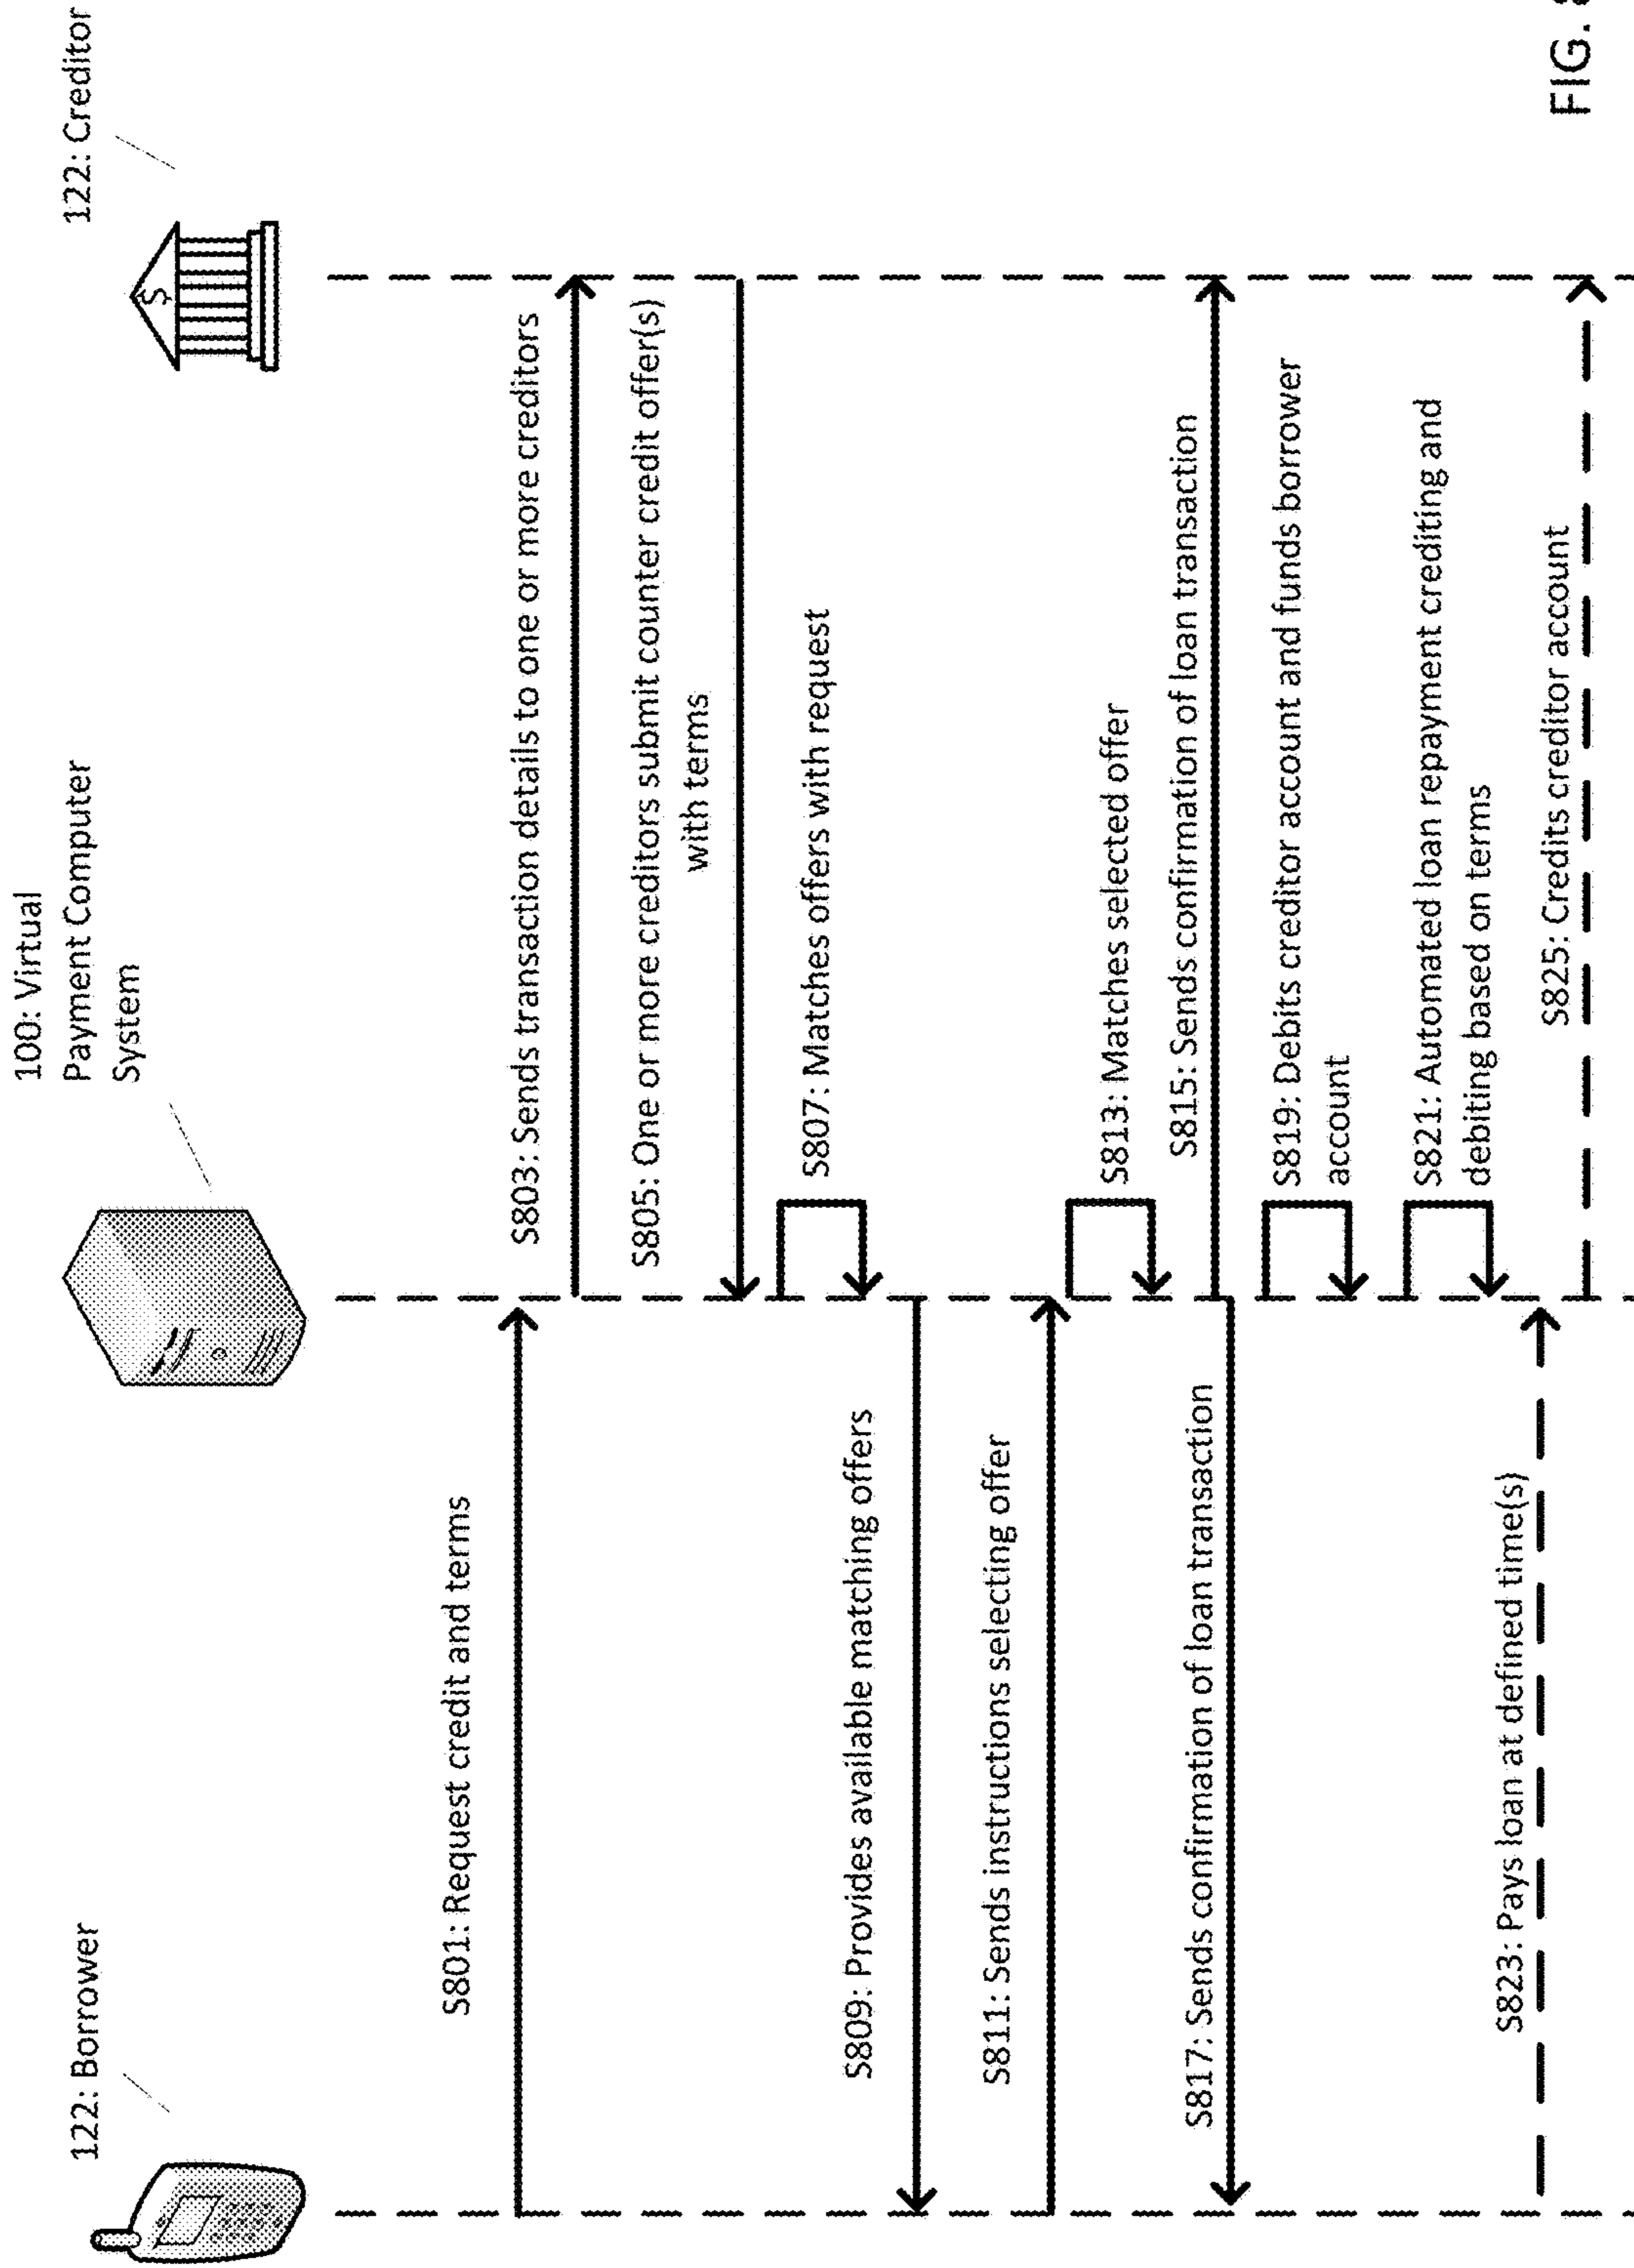 122: Borrower
100: Virtual
Payment Computer
System
122: Creditor
$
S801: Request credit and terms
S803: Sends transaction details to one or more creditors
S805: One or more creditors submit counter credit offer(s)
with terms
S807: Matches offers with request
S809: Provides available matching offers
S811: Sends instructions selecting offer
S813: Matches selected offer
S815: Sends confirmation of loan transaction
S817: Sends confirmation of loan transaction
S819: Debits creditor account and funds borrower
account
S821: Automated loan repayment crediting and
debiting based on terms
S823: Pays loan at defined time(s)
S825: Credits creditor account
FIG.